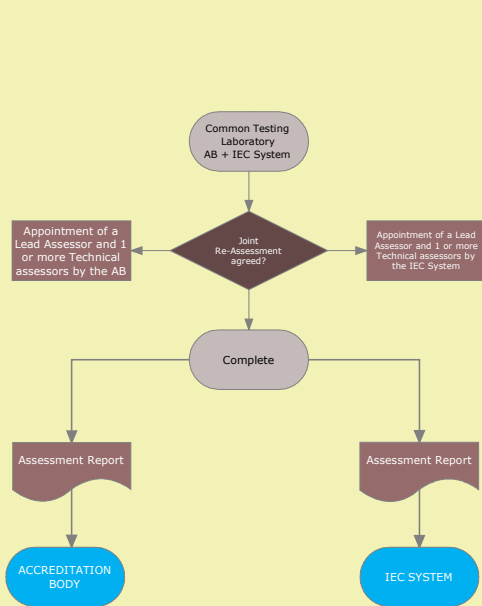 Common Testing
Laboratory
AB + IEC System
Appointment of a
Lead Assessor and 1
or more Technical
assessors by the AB
Joint
Re-Assessment
agreed?
Appointment of a Lead
Assessor and 1 or more
Technical assessors by
the IEC System
Complete
Assessment Report
Assessment Report
ACCREDITATION
BODY
IEC SYSTEM